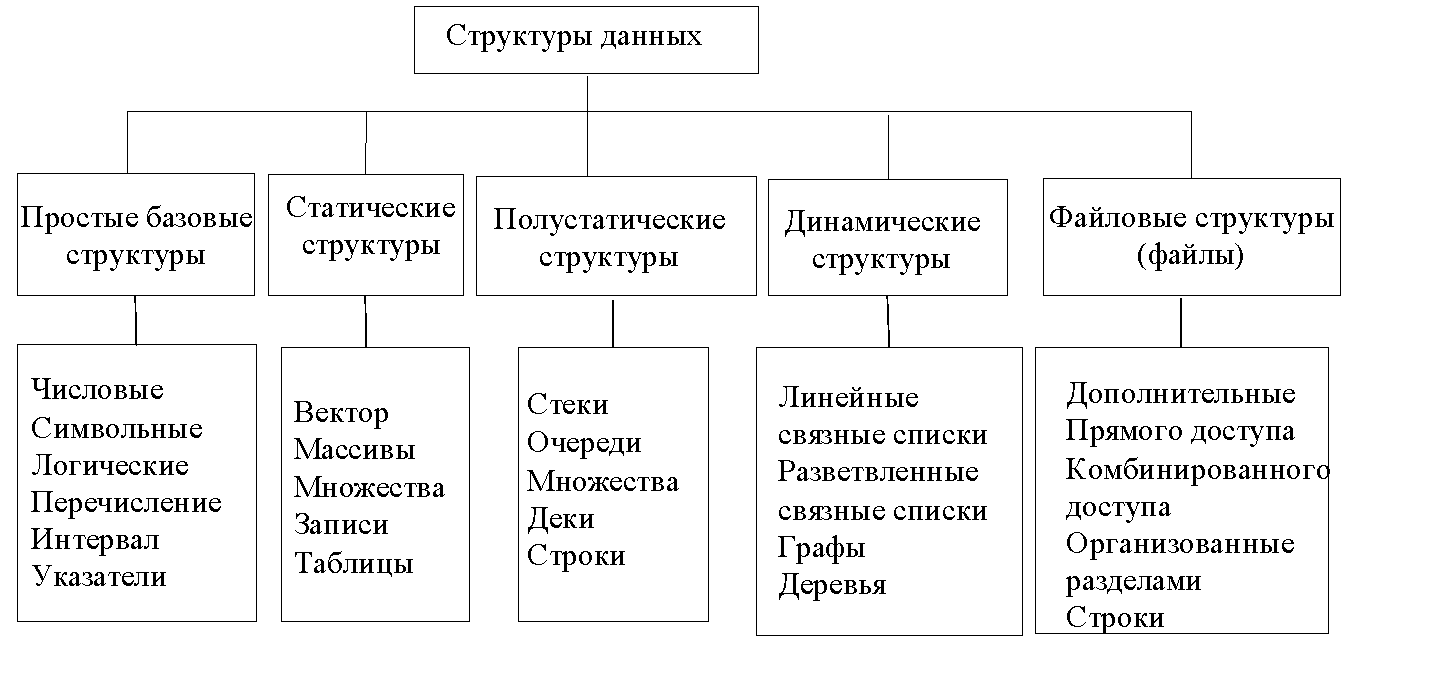 Структуры данных
Простые базовые
структуры
Статические
структуры
Полустатические
структуры
Динамические
структуры
Файловые структуры
(файлы)
Числовые
Символьные
Логические
Перечисление
Интервал
Указатели
Вектор
Массивы
Множества
Записи
Таблицы
Стеки
Очереди
Множества
Деки
Строки
Линейные
связные списки
Разветвленные
связные списки
Графы
Деревья
Дополнительные
Прямого доступа
Комбинированного
доступа
Организованные
разделами
Строки